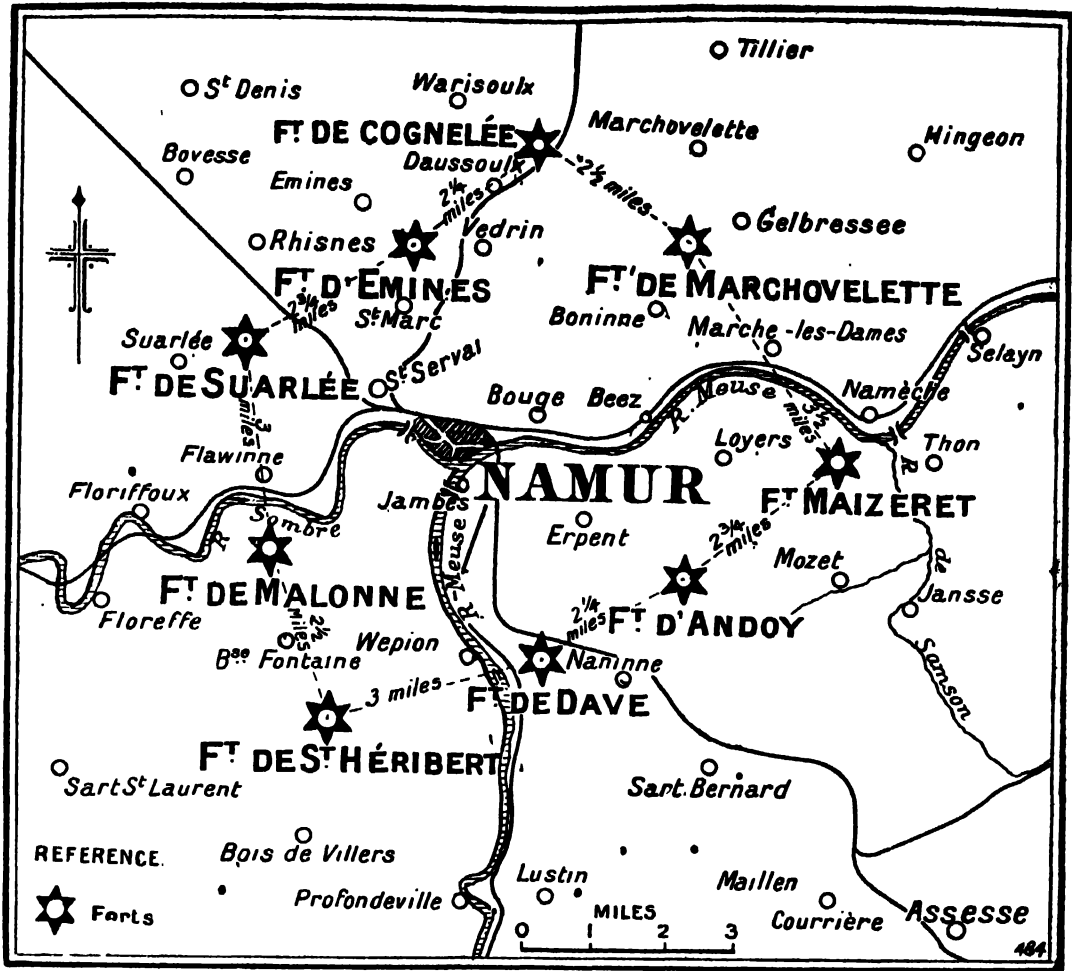 Tillier
St Denis
Warisoulx
FT. DE COGNELÉE
Marchovelette
Hingeon
Bovesse
Daussoulx
Emines
2¼ miles
2½ miles
Gelbressee
Rhisnes
Vedrin
FT. D'EMINES
FT. DE MARCHOVELETTE
2¾ miles
St. Marc
Boninne
Marche-les-Dames
Suarlée
Selayn
FT. DE SUARLÉE
St Serval
Bouge
Beez
R. Meuse
Namèche
3 miles
3½ miles
Loyers
Thon
Flawinne
NAMUR
R.
Floriffoux
Jambes
FT. MAIZERET
R. Sombre
Erpent
2¾ miles
Mozet
de
R. Meuse
FT. DE MALONNE
Jansse
Floreffe
2¼ miles
FT. D'ANDOY
2½ miles
Wepion
Bse Fontaine
Naninne
Samson
3 miles
FT. DE DAVE
FT. DE ST. HÉRIBERT
Sart St Laurent
Sart. Bernard
REFERENCE.
Bois de Villers
Forts
Profondeville
Lustin
Maillen
Courrière
Assesse
MILES
0 1 2 3
484